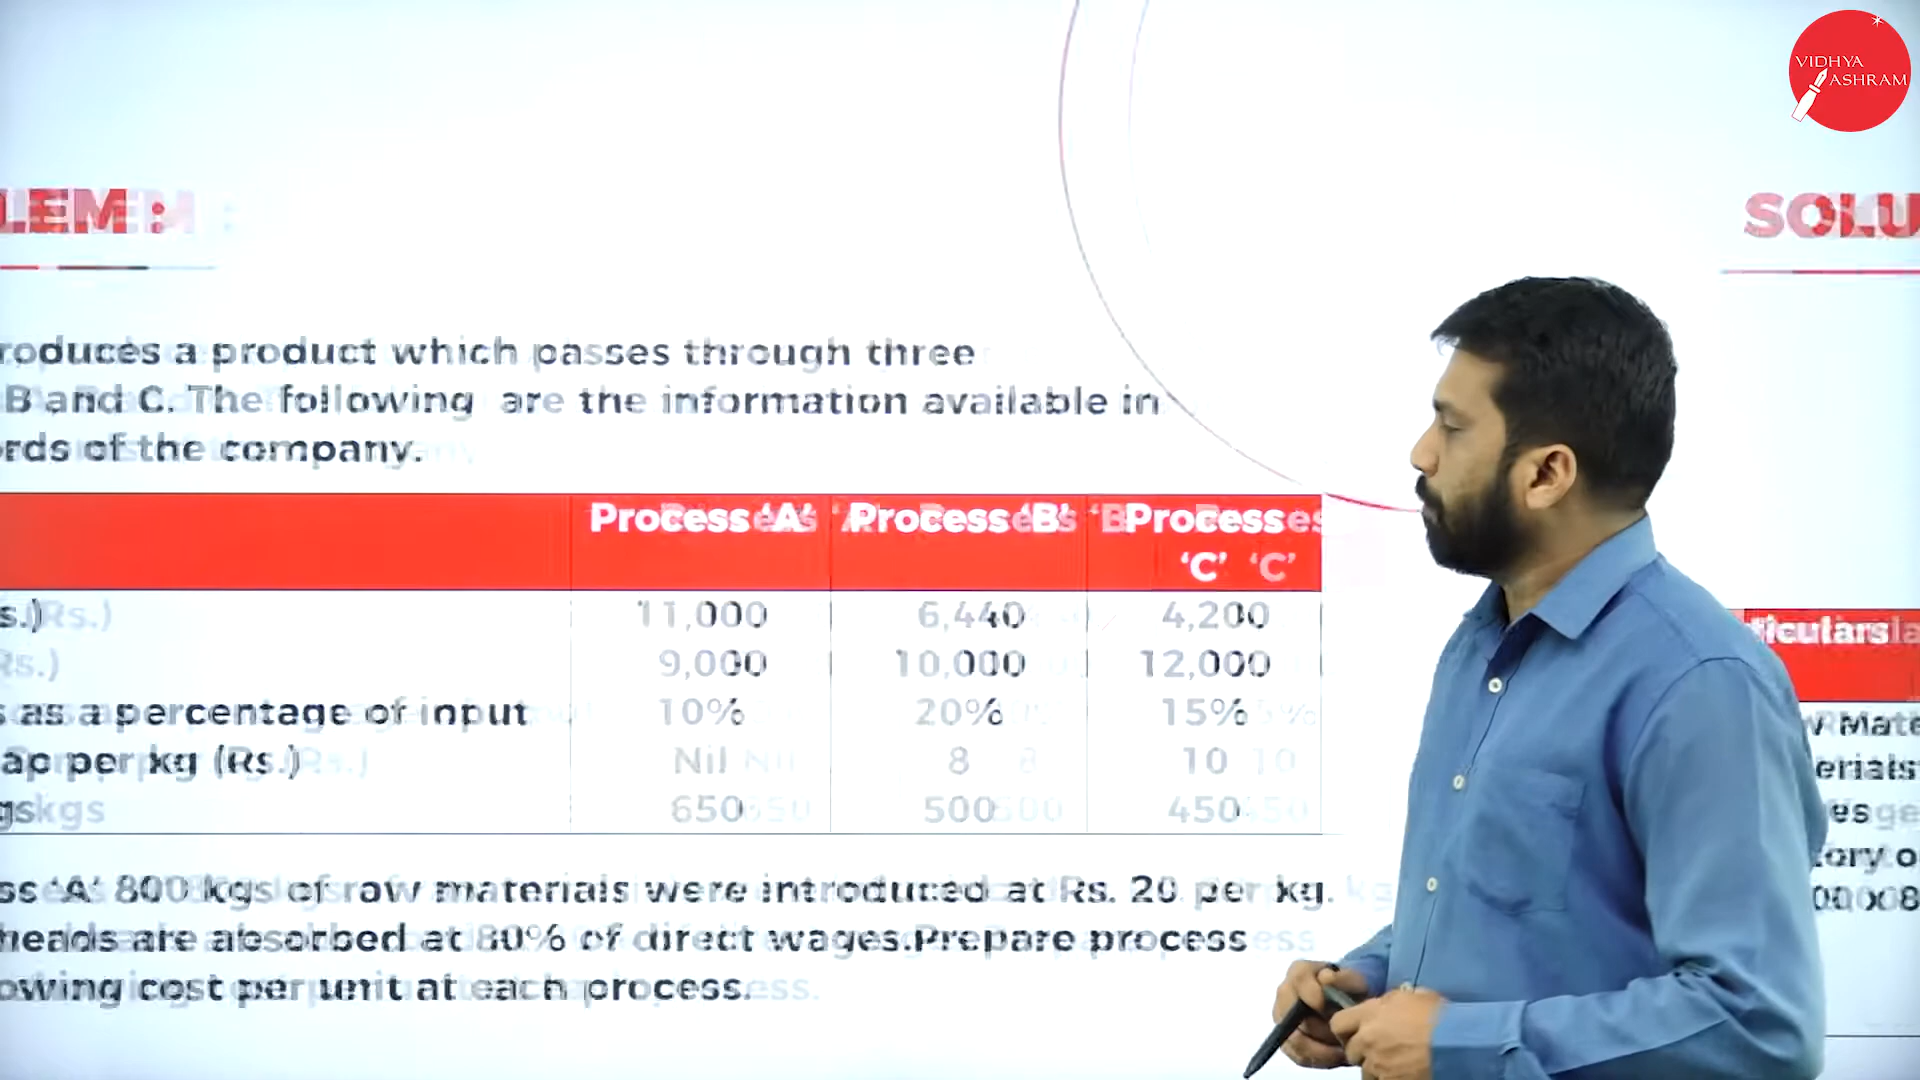 VIDHYA
ASHRAM
LEM :
SOLU
roduces a product which passes through three
B and C. The following are the information available in
rds of the company.
Process 'A' Process 'B' Process
'C'
s.) 11,000 6,440 4,200
Rs.) 9,000 10,000 12,000
s as a percentage of input 10% 20% 15%
ap per kg (Rs.) Nil 8 10
gs 650 500 450
ss 'A' 800 kgs of raw materials were introduced at Rs. 20 per kg.
heads are absorbed at 80% of direct wages.Prepare process
owing cost per unit at each process.
ticulars
w Mate
erials
es
tory o
00 x 8